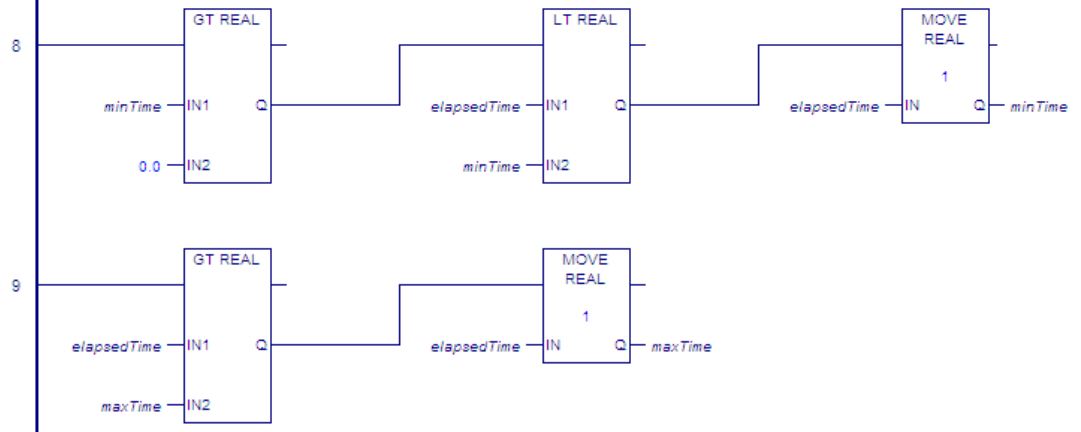 GT REAL LT REAL MOVE
REAL
8
1
minTime IN1 Q elapsedTime IN1 Q elapsedTime IN Q minTime
0.0 IN2 minTime IN2
GT REAL MOVE
REAL
9
1
elapsedTime IN1 Q elapsedTime IN Q maxTime
maxTime IN2